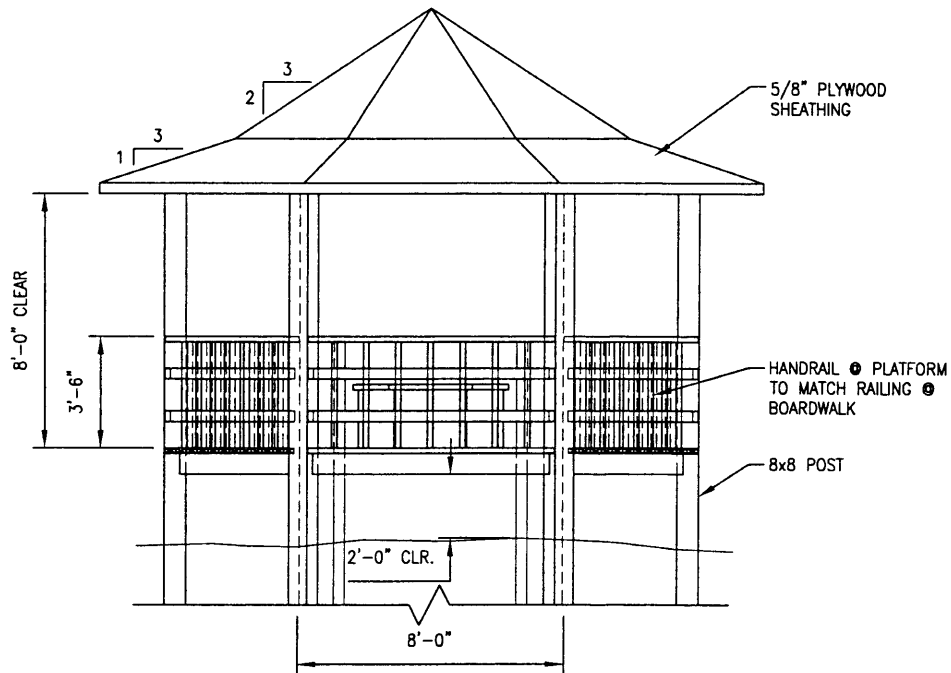 3
2
3
1
5/8" PLYWOOD
SHEATHING
8'-0" CLEAR
3'-6"
HANDRAIL @ PLATFORM
TO MATCH RAILING @
BOARDWALK
8x8 POST
2'-0" CLR.
8'-0"